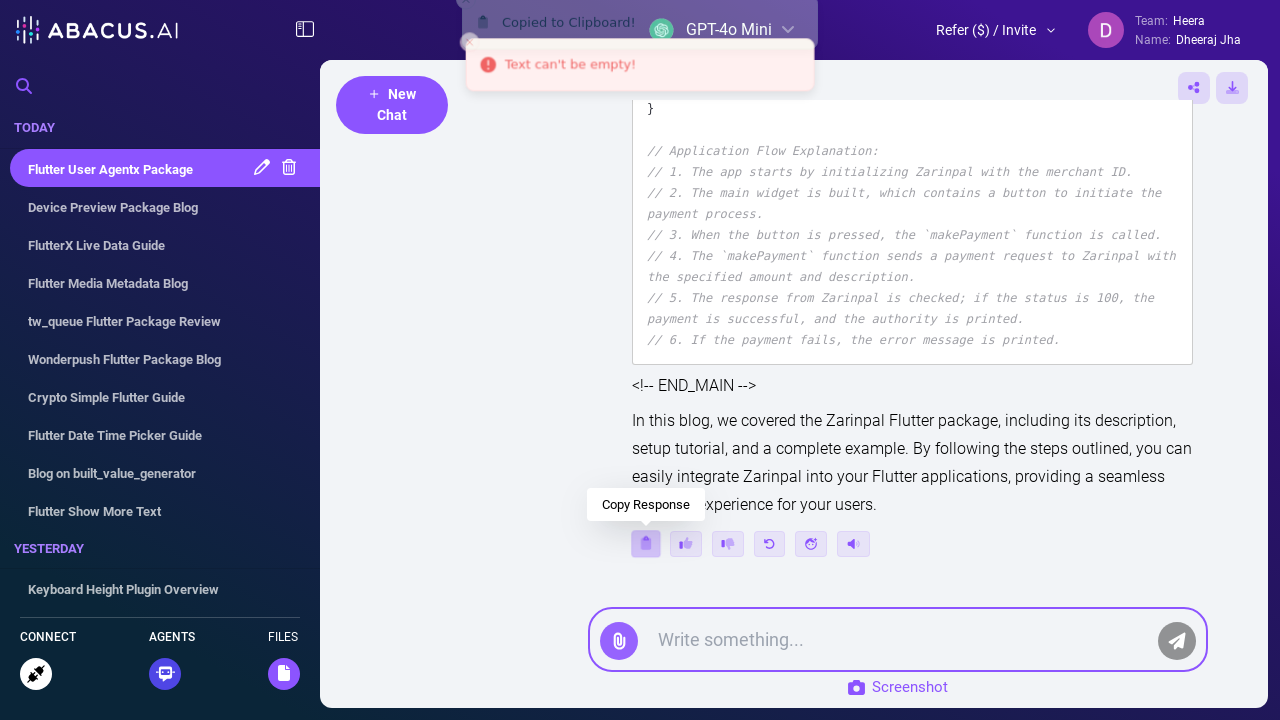 ABACUS.AI
Copied to Clipboard!
GPT-4o Mini
Text can't be empty!
Refer ($) / Invite
D
Team: Heera
Name: Dheeraj Jha
TODAY
Flutter User Agentx Package
Device Preview Package Blog
FlutterX Live Data Guide
Flutter Media Metadata Blog
tw_queue Flutter Package Review
Wonderpush Flutter Package Blog
Crypto Simple Flutter Guide
Flutter Date Time Picker Guide
Blog on built_value_generator
Flutter Show More Text
YESTERDAY
Keyboard Height Plugin Overview
CONNECT
AGENTS
FILES
+ New
Chat
}
// Application Flow Explanation:
// 1. The app starts by initializing Zarinpal with the merchant ID.
// 2. The main widget is built, which contains a button to initiate the
payment process.
// 3. When the button is pressed, the `makePayment` function is called.
// 4. The `makePayment` function sends a payment request to Zarinpal with
the specified amount and description.
// 5. The response from Zarinpal is checked; if the status is 100, the
payment is successful, and the authority is printed.
// 6. If the payment fails, the error message is printed.
<!-- END_MAIN -->
In this blog, we covered the Zarinpal Flutter package, including its description,
setup tutorial, and a complete example. By following the steps outlined, you can
easily integrate Zarinpal into your Flutter applications, providing a seamless
experience for your users.
Copy Response
Write something...
Screenshot